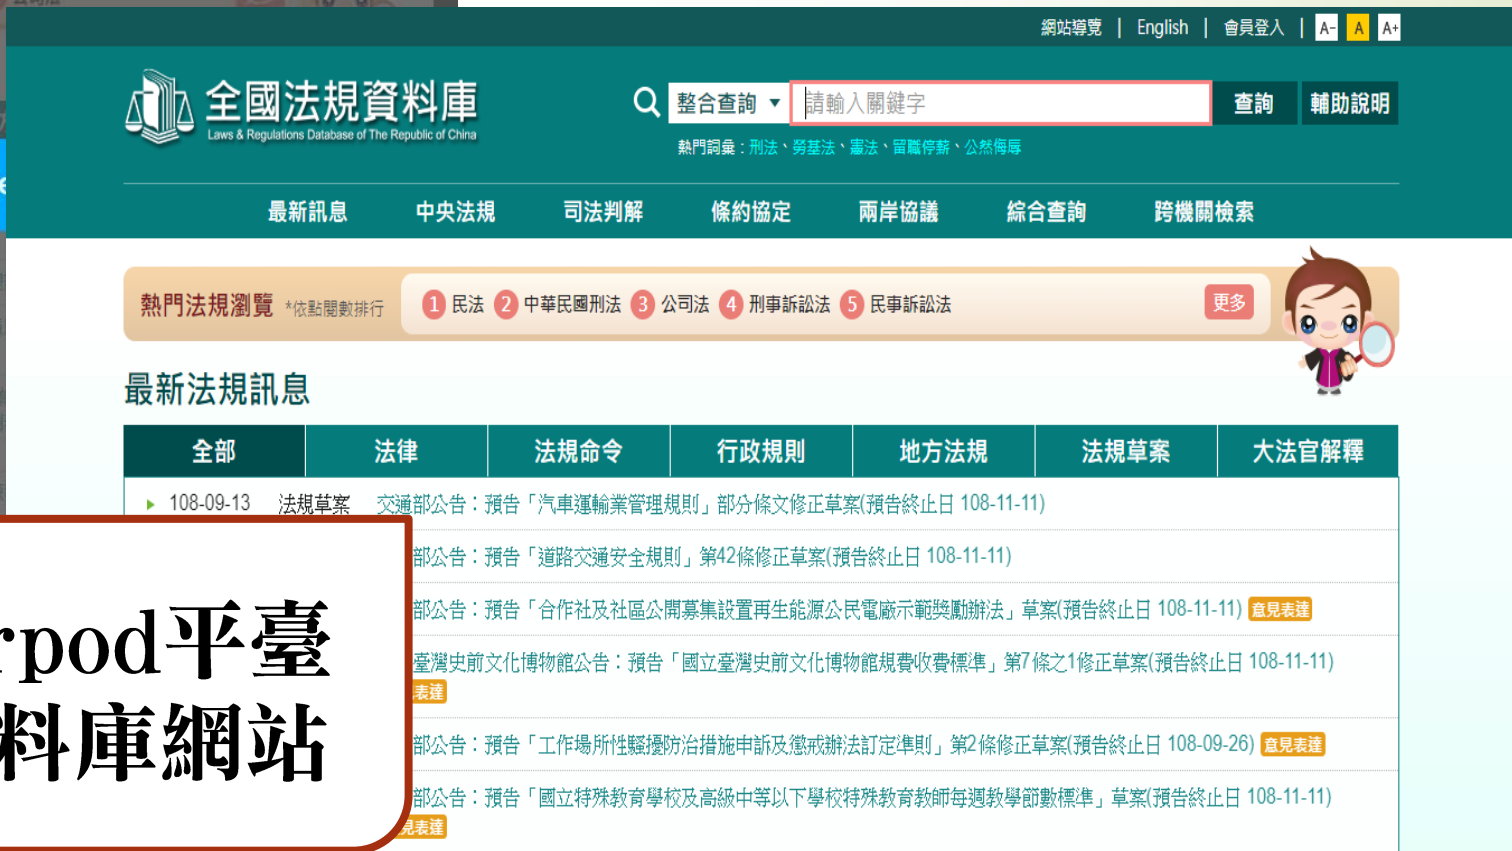 網站導覽 | English | 會員登入 | A- A A+
全國法規資料庫
Laws & Regulations Database of The Republic of China
整合查詢 ▼ 請輸入關鍵字 查詢 輔助說明
熱門詞彙：刑法、勞基法、憲法、留職停薪、公然侮辱
最新訊息 中央法規 司法判解 條約協定 兩岸協議 綜合查詢 跨機關檢索
熱門法規瀏覽 *依點閱數排行 1 民法 2 中華民國刑法 3 公司法 4 刑事訴訟法 5 民事訴訟法 更多
最新法規訊息
全部 法律 法規命令 行政規則 地方法規 法規草案 大法官解釋
108-09-13 法規草案 交通部公告：預告「汽車運輸業管理規則」部分條文修正草案(預告終止日 108-11-11)
部公告：預告「道路交通安全規則」第42條修正草案(預告終止日 108-11-11)
部公告：預告「合作社及社區公開募集設置再生能源公民電廠示範獎勵辦法」草案(預告終止日 108-11-11) 意見表達
臺灣史前文化博物館公告：預告「國立臺灣史前文化博物館規費收費標準」第7條之1修正草案(預告終止日 108-11-11)
表達
部公告：預告「工作場所性騷擾防治措施申訴及懲戒辦法訂定準則」第2條修正草案(預告終止日 108-09-26) 意見表達
部公告：預告「國立特殊教育學校及高級中等以下學校特殊教育教師每週教學節數標準」草案(預告終止日 108-11-11)
見表達
rpod平臺
料庫網站